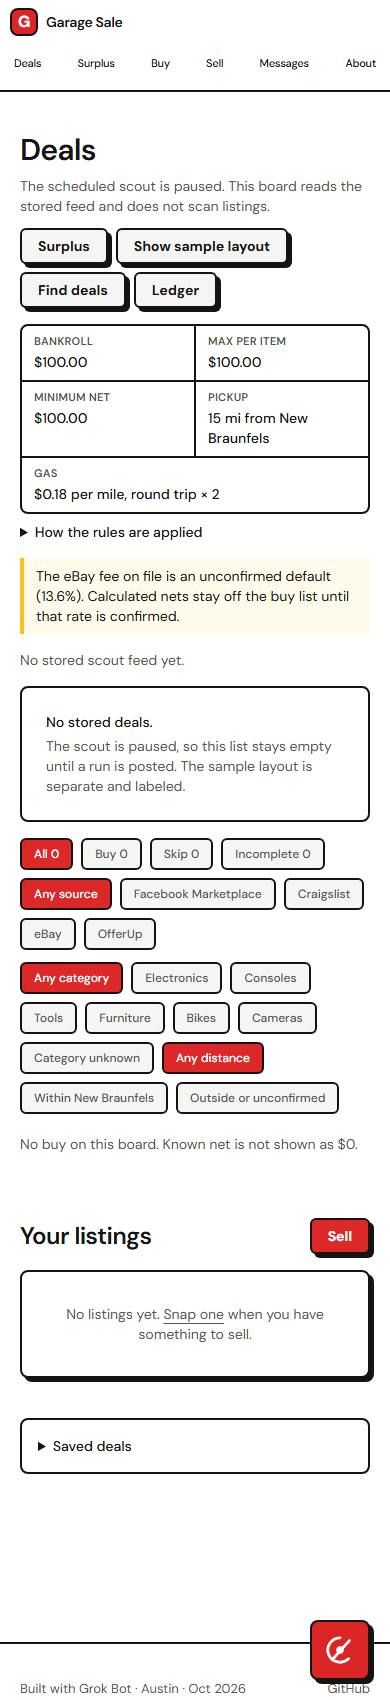 G Garage Sale
Deals Surplus Buy Sell Messages About
Deals
The scheduled scout is paused. This board reads the
stored feed and does not scan listings.
Surplus Show sample layout
Find deals Ledger
BANKROLL MAX PER ITEM
$100.00 $100.00
MINIMUM NET PICKUP
$100.00 15 mi from New
Braunfels
GAS
$0.18 per mile, round trip × 2
How the rules are applied
The eBay fee on file is an unconfirmed default
(13.6%). Calculated nets stay off the buy list until
that rate is confirmed.
No stored scout feed yet.
No stored deals.
The scout is paused, so this list stays empty
until a run is posted. The sample layout is
separate and labeled.
All 0 Buy 0 Skip 0 Incomplete 0
Any source Facebook Marketplace Craigslist
eBay OfferUp
Any category Electronics Consoles
Tools Furniture Bikes Cameras
Category unknown Any distance
Within New Braunfels Outside or unconfirmed
No buy on this board. Known net is not shown as $0.
Your listings Sell
No listings yet. Snap one when you have
something to sell.
Saved deals
Built with Grok Bot · Austin · Oct 2026 GitHub